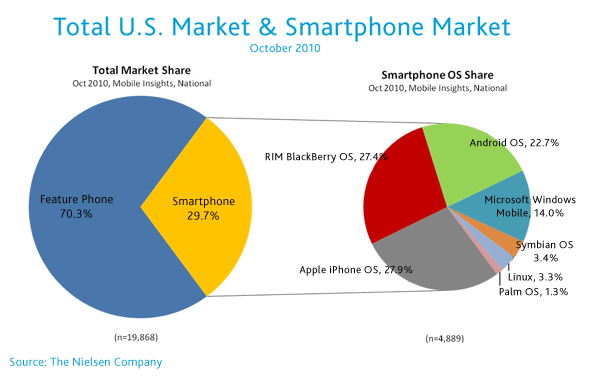 Total U.S. Market & Smartphone Market
October 2010
Total Market Share
Oct 2010, Mobile Insights, National
Feature Phone
70.3%
Smartphone
29.7%
(n=19,868)
Smartphone OS Share
Oct 2010, Mobile Insights, National
Android OS, 22.7%
RIM BlackBerry OS, 27.4%
Microsoft Windows
Mobile, 14.0%
Symbian OS
3.4%
Apple iPhone OS, 27.9%
Linux, 3.3%
Palm OS, 1.3%
(n=4,889)
Source: The Nielsen Company